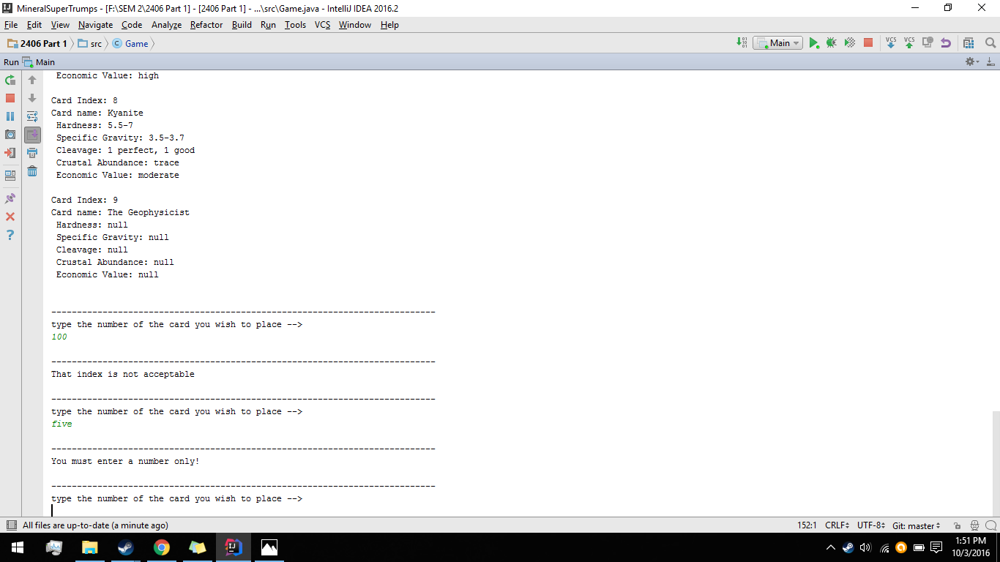 MineralSuperTrumps - [F:\SEM 2\2406 Part 1] - [2406 Part 1] - ...\src\Game.java - IntelliJ IDEA 2016.2
File Edit View Navigate Code Analyze Refactor Build Run Tools VCS Window Help
2406 Part 1 src Game Main VCS VCS
Run Main
Economic Value: high
Card Index: 8
Card name: Kyanite
Hardness: 5.5-7
Specific Gravity: 3.5-3.7
Cleavage: 1 perfect, 1 good
Crustal Abundance: trace
Economic Value: moderate
Card Index: 9
Card name: The Geophysicist
Hardness: null
Specific Gravity: null
Cleavage: null
Crustal Abundance: null
Economic Value: null
---------------------------------------------------------------------------
type the number of the card you wish to place -->
100
---------------------------------------------------------------------------
That index is not acceptable
---------------------------------------------------------------------------
type the number of the card you wish to place -->
five
---------------------------------------------------------------------------
You must enter a number only!
---------------------------------------------------------------------------
type the number of the card you wish to place -->
All files are up-to-date (a minute ago) 152:1 CRLF UTF-8 Git: master
1:51 PM
10/3/2016